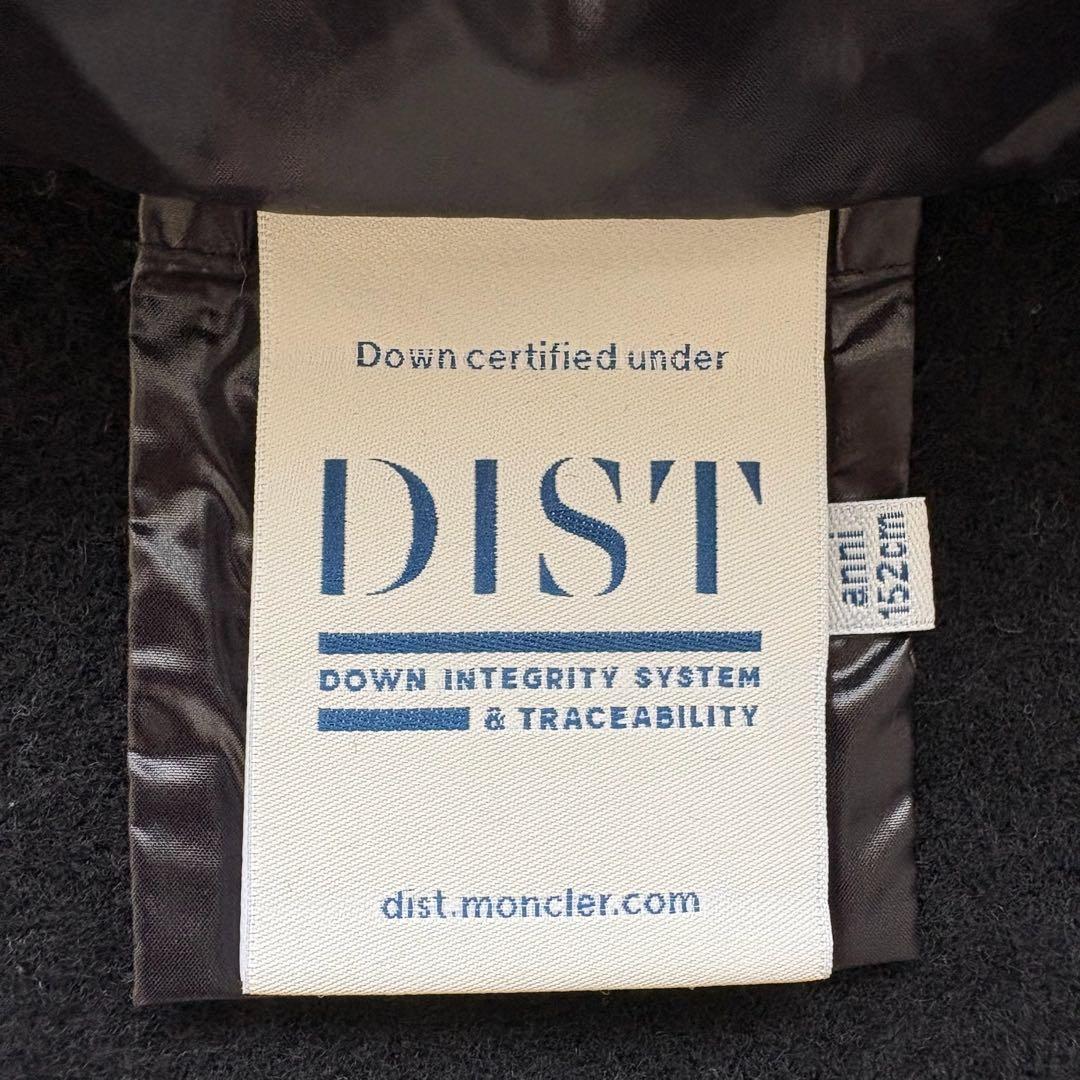 Down certified under
DIST
DOWN INTEGRITY SYSTEM
& TRACEABILITY
dist.moncler.com
anni
152cm